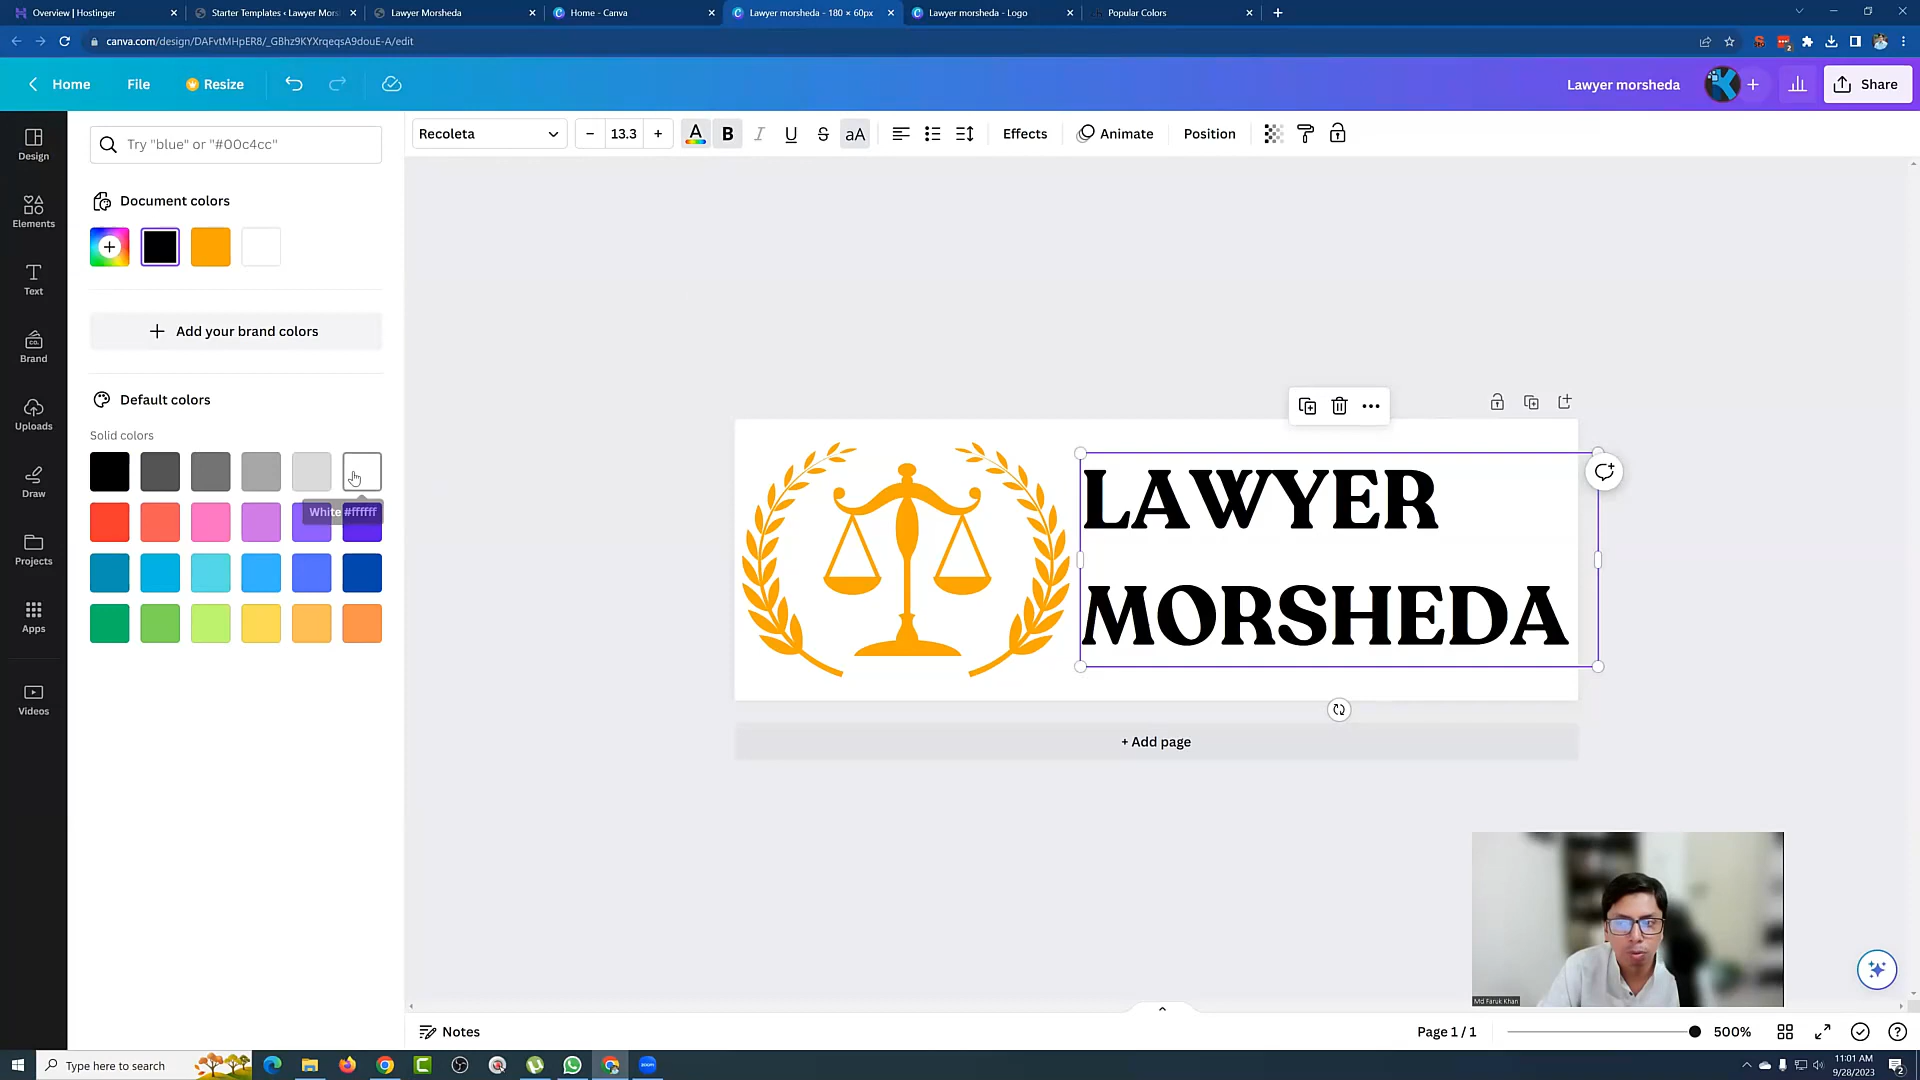 Overview | Hostinger
Starter Templates ‹ Lawyer Mors
Lawyer Morsheda
Home - Canva
Lawyer morsheda - 180 × 60px
Lawyer morsheda - Logo
Popular Colors
canva.com/design/DAFvtMHpER8/_GBhz9KYXrqeqsA9douE-A/edit
Home
File
Resize
Lawyer morsheda
Share
Design
Elements
Text
Brand
Uploads
Draw
Projects
Apps
Videos
Try "blue" or "#00c4cc"
Document colors
Add your brand colors
Default colors
Solid colors
White #ffffff
Recoleta
13.3
A B I U S aA
Effects
Animate
Position
LAWYER
MORSHEDA
+ Add page
Md Faruk Khan
Notes
Page 1 / 1
500%
Type here to search
zoom
11:01 AM
9/28/2023